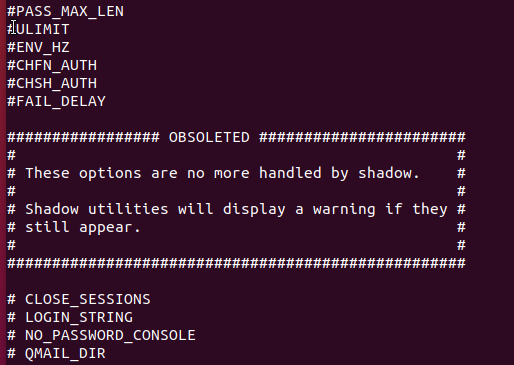 #PASS_MAX_LEN
#ULIMIT
#ENV_HZ
#CHFN_AUTH
#CHSH_AUTH
#FAIL_DELAY

################# OBSOLETED #######################
#                                                 #
# These options are no more handled by shadow.    #
#                                                 #
# Shadow utilities will display a warning if they #
# still appear.                                   #
#                                                 #
###################################################

# CLOSE_SESSIONS
# LOGIN_STRING
# NO_PASSWORD_CONSOLE
# QMAIL_DIR